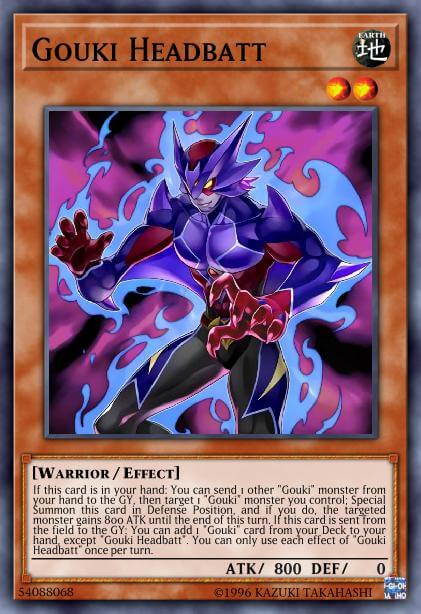 GOUKI HEADBATT
EARTH
地
[WARRIOR / EFFECT]
If this card is in your hand: You can send 1 other "Gouki" monster from
your hand to the GY, then target 1 "Gouki" monster you control; Special
Summon this card in Defense Position, and if you do, the targeted
monster gains 800 ATK until the end of this turn. If this card is sent from
the field to the GY: You can add 1 "Gouki" card from your Deck to your
hand, except "Gouki Headbatt". You can only use each effect of "Gouki
Headbatt" once per turn.
ATK/ 800 DEF/ 0
54088068
©1996 KAZUKI TAKAHASHI